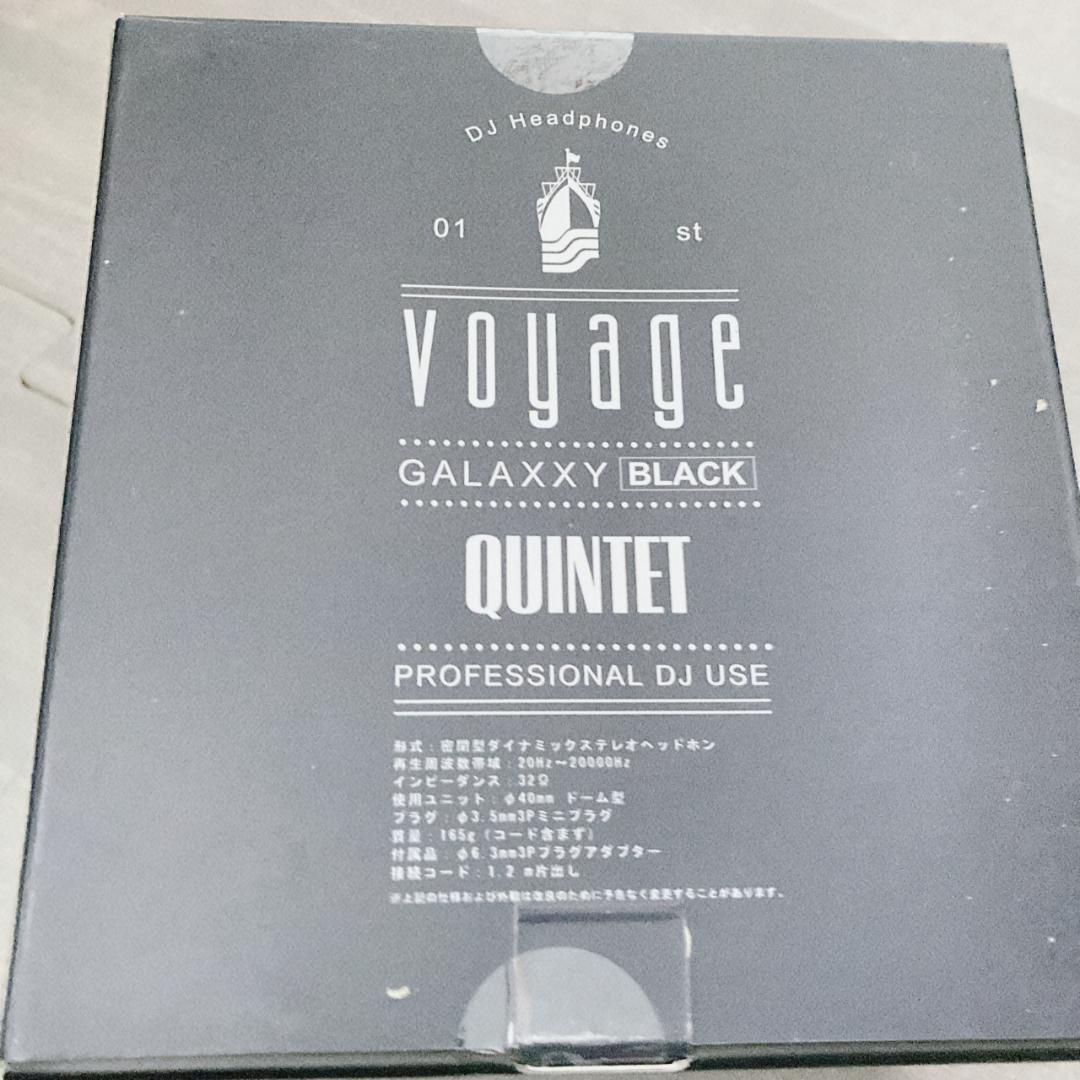 DJ Headphones
01 st
voyage
GALAXXY BLACK
QUINTET
PROFESSIONAL DJ USE
形式：密閉型ダイナミックステレオヘッドホン
再生周波数帯域：20Hz～20000Hz
インピーダンス：32Ω
使用ユニット：φ40mm ドーム型
プラグ：φ3.5mm3Pミニプラグ
質量：165g（コード含まず）
付属品：φ6.3mm3Pプラグアダプター
接続コード：1.2 m片出し
※上記の仕様および外観は改良のために予告なく変更することがあります。